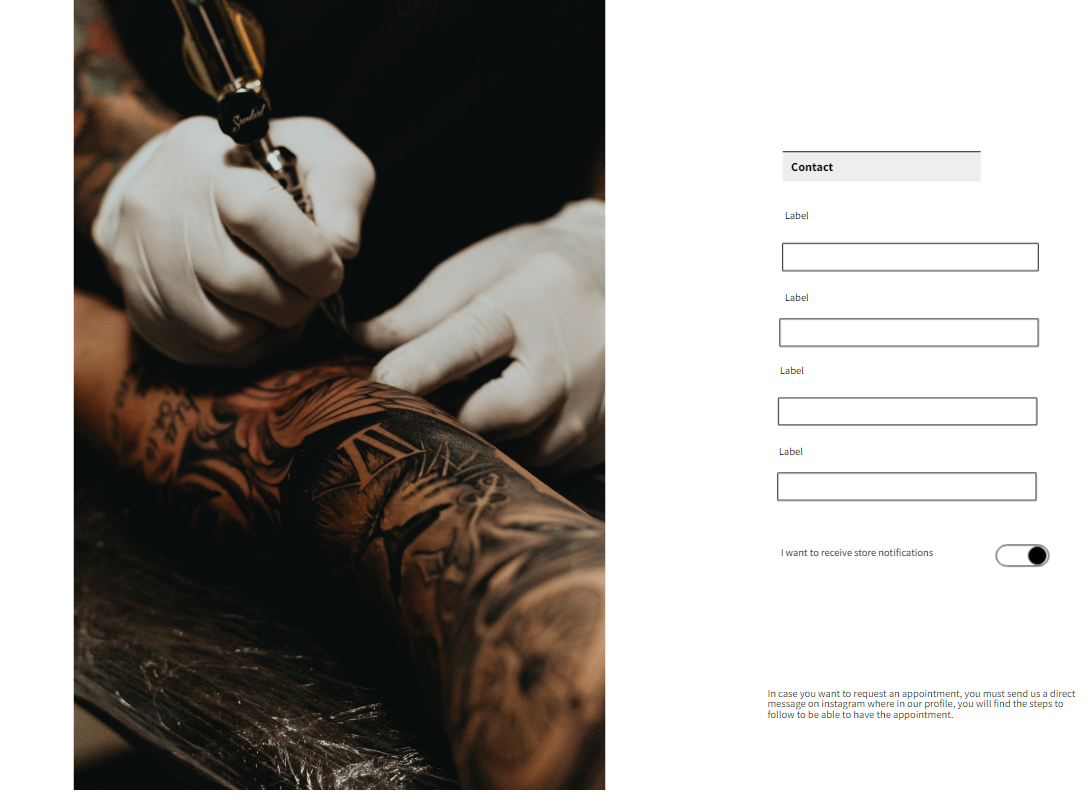 Contact
Label
Label
Label
Label
I want to receive store notifications
In case you want to request an appointment, you must send us a direct
message on instagram where in our profile, you will find the steps to
follow to be able to have the appointment.